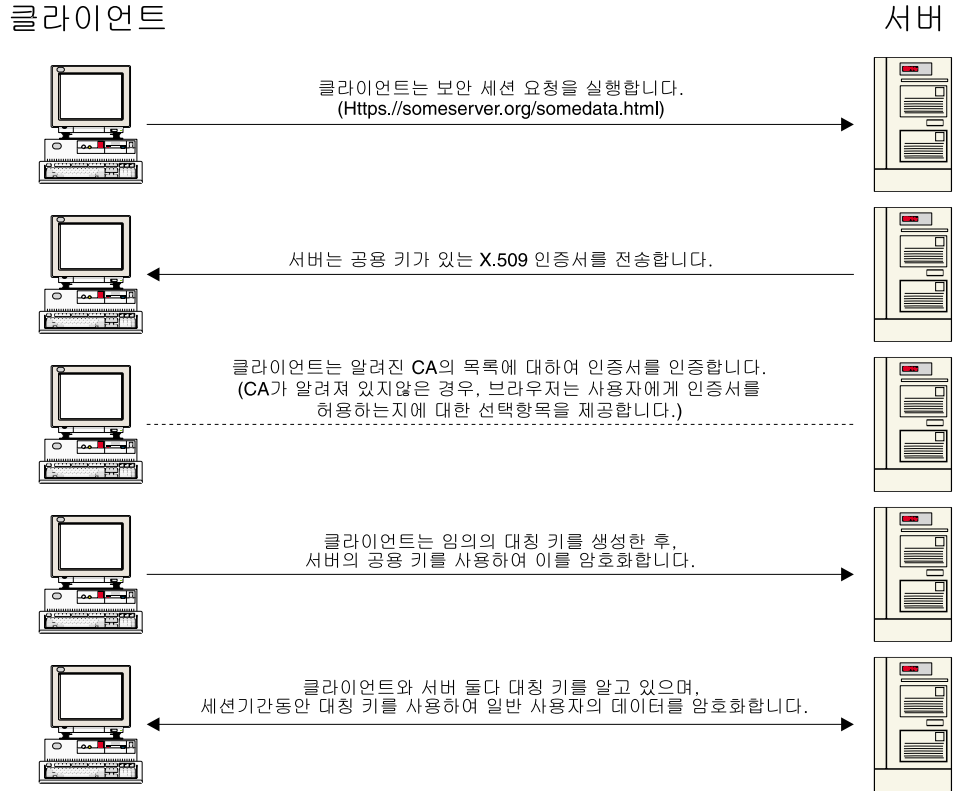 클라이언트
서버
클라이언트는 보안 세션 요청을 실행합니다.
(Https.//someserver.org/somedata.html)
서버는 공용 키가 있는 X.509 인증서를 전송합니다.
클라이언트는 알려진 CA의 목록에 대하여 인증서를 인증합니다.
(CA가 알려져 있지않은 경우, 브라우저는 사용자에게 인증서를
허용하는지에 대한 선택항목을 제공합니다.)
클라이언트는 임의의 대칭 키를 생성한 후,
서버의 공용 키를 사용하여 이를 암호화합니다.
클라이언트와 서버 둘다 대칭 키를 알고 있으며,
세션기간동안 대칭 키를 사용하여 일반 사용자의 데이터를 암호화합니다.